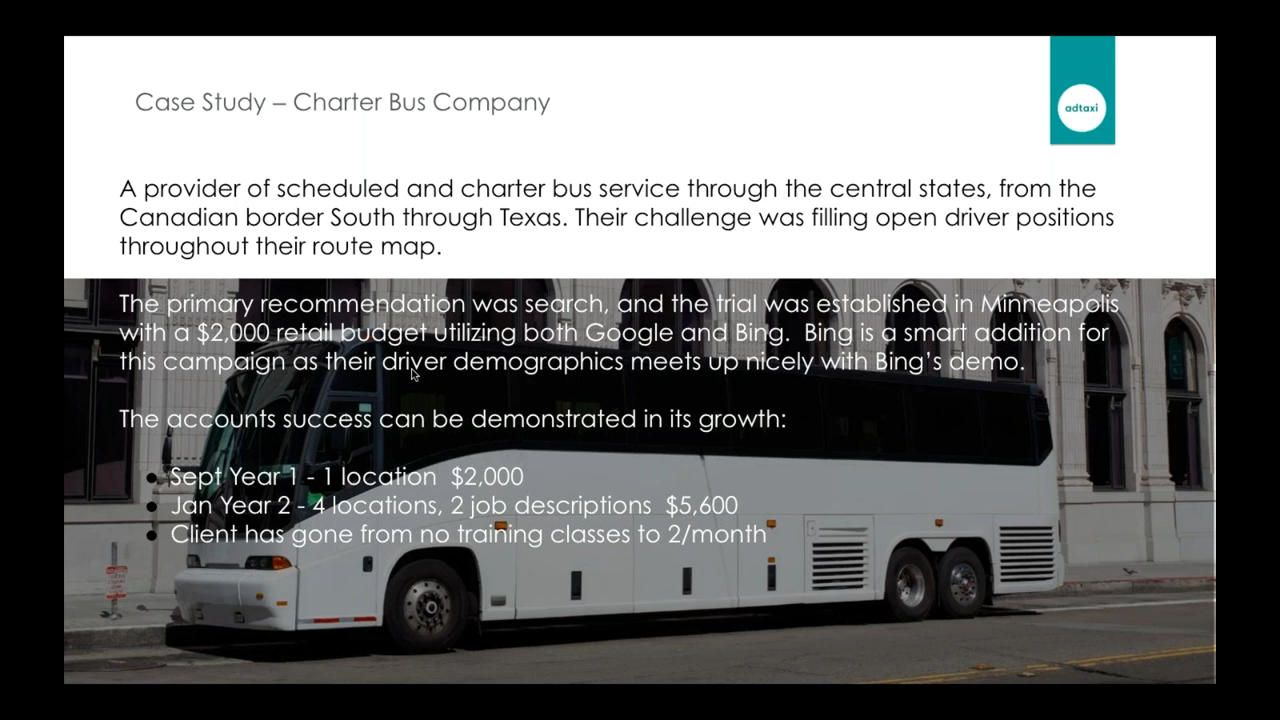 Case Study – Charter Bus Company
adtaxi
A provider of scheduled and charter bus service through the central states, from the
Canadian border South through Texas. Their challenge was filling open driver positions
throughout their route map.
The primary recommendation was search, and the trial was established in Minneapolis
with a $2,000 retail budget utilizing both Google and Bing.  Bing is a smart addition for
this campaign as their driver demographics meets up nicely with Bing's demo.
The accounts success can be demonstrated in its growth:
● Sept Year 1 - 1 location  $2,000
● Jan Year 2 - 4 locations, 2 job descriptions  $5,600
● Client has gone from no training classes to 2/month